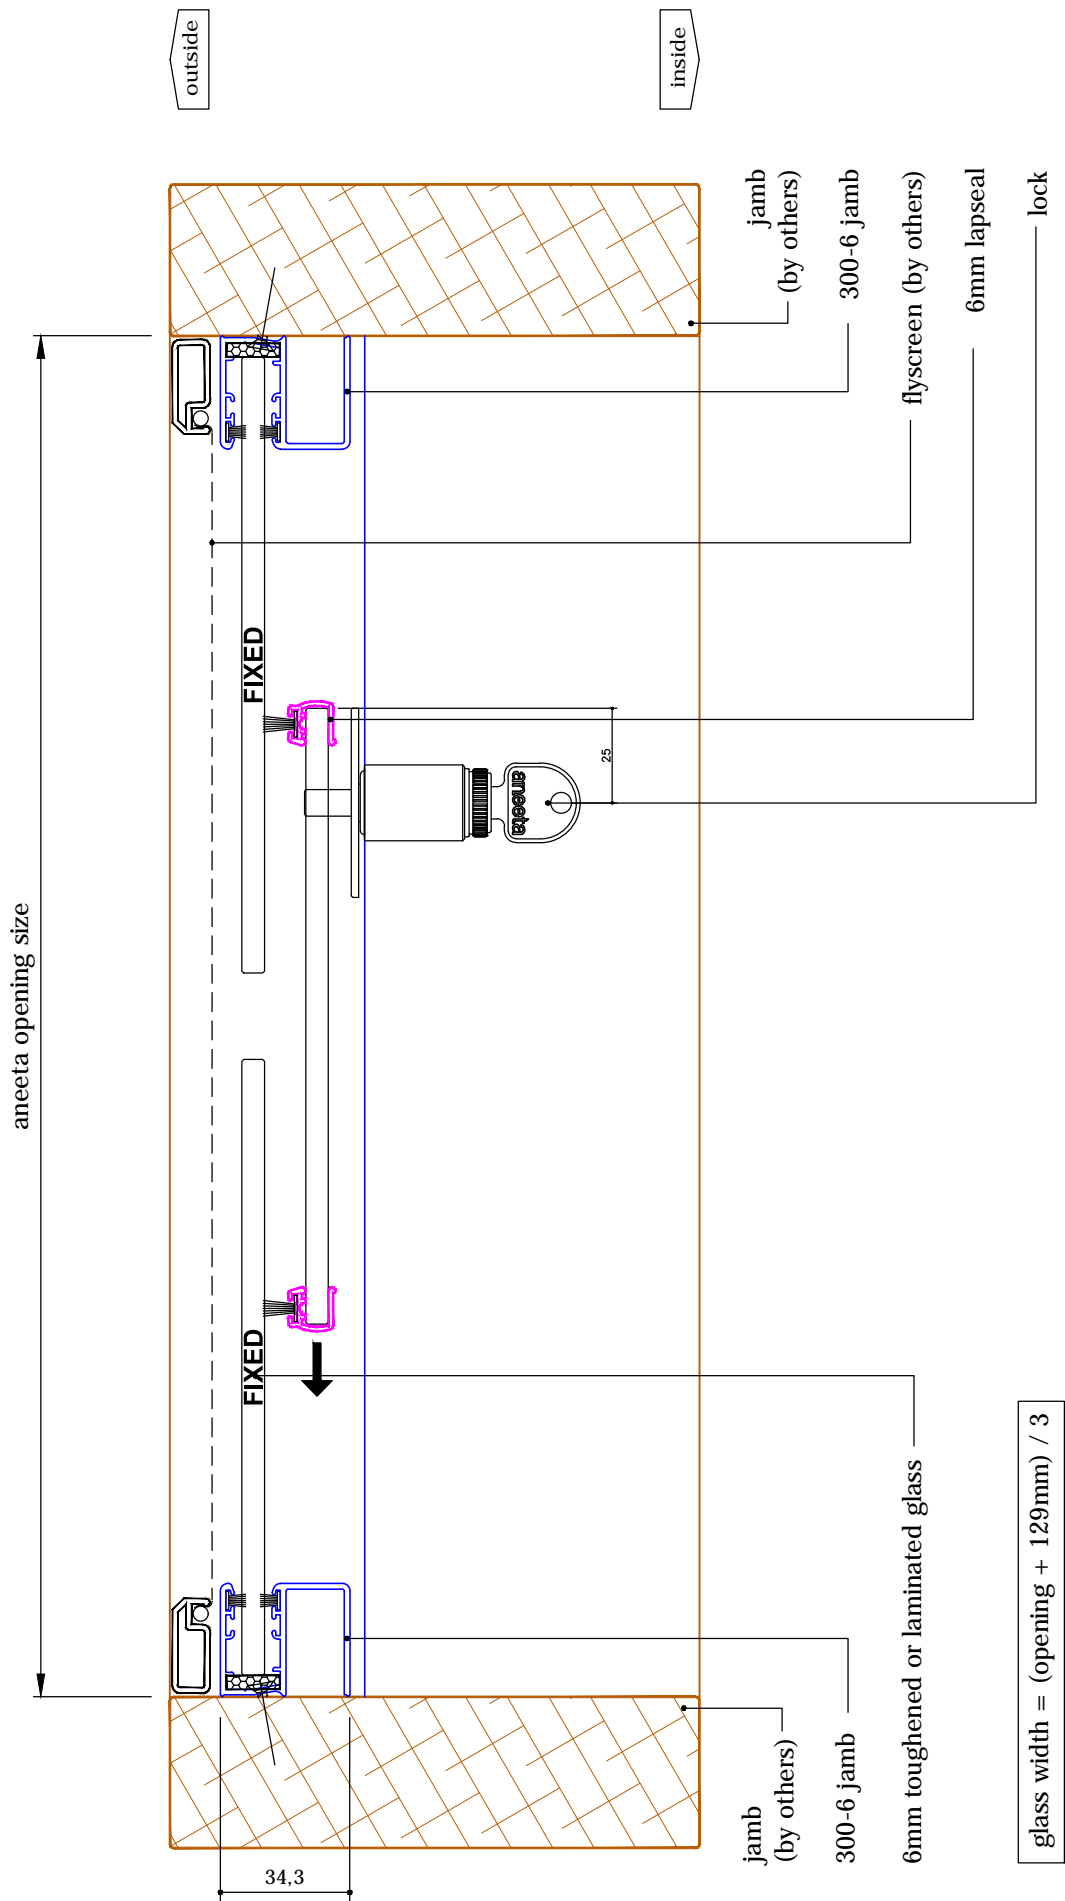 outside
inside
jamb
(by others)
300-6 jamb
flyscreen (by others)
6mm lapseal
lock
FIXED
25
aneeta
aneeta opening size
FIXED
jamb
(by others)
300-6 jamb
6mm toughened or laminated glass
glass width = (opening + 129mm) / 3
34,3